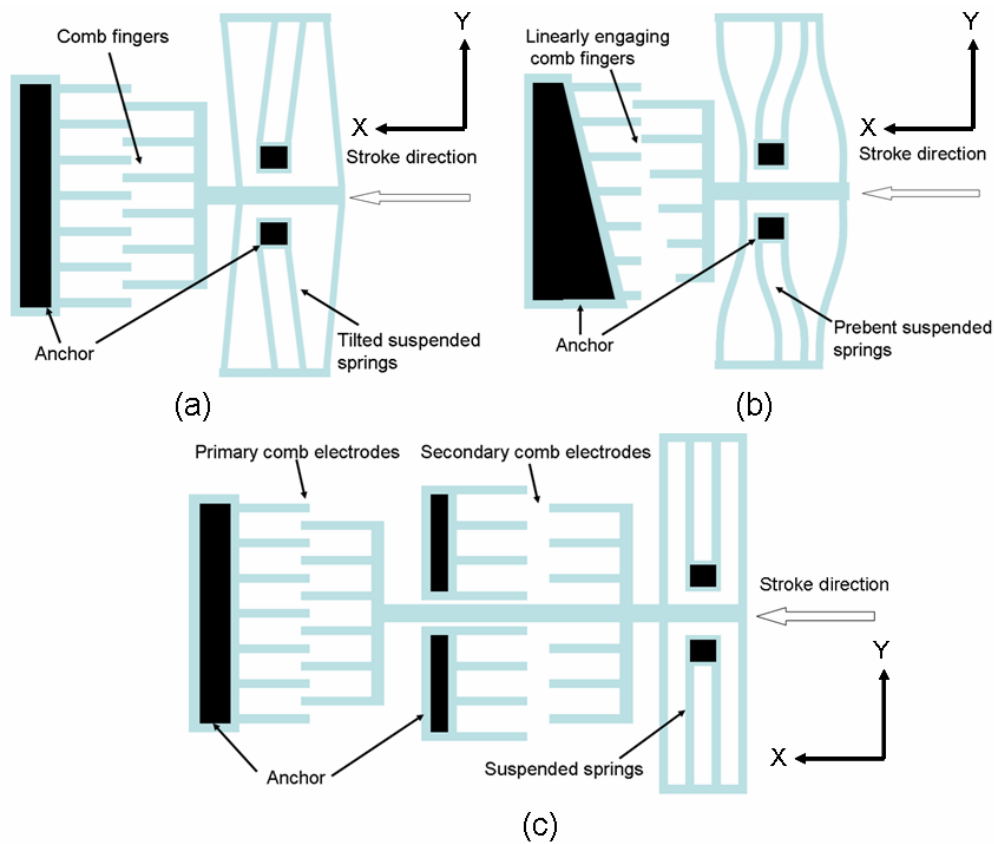 Comb fingers
Y
X
Stroke direction
Anchor
Tilted suspended
springs
(a)
Linearly engaging
comb fingers
Y
X
Stroke direction
Anchor
Prebent suspended
springs
(b)
Primary comb electrodes
Secondary comb electrodes
Stroke direction
Y
X
Anchor
Suspended springs
(c)